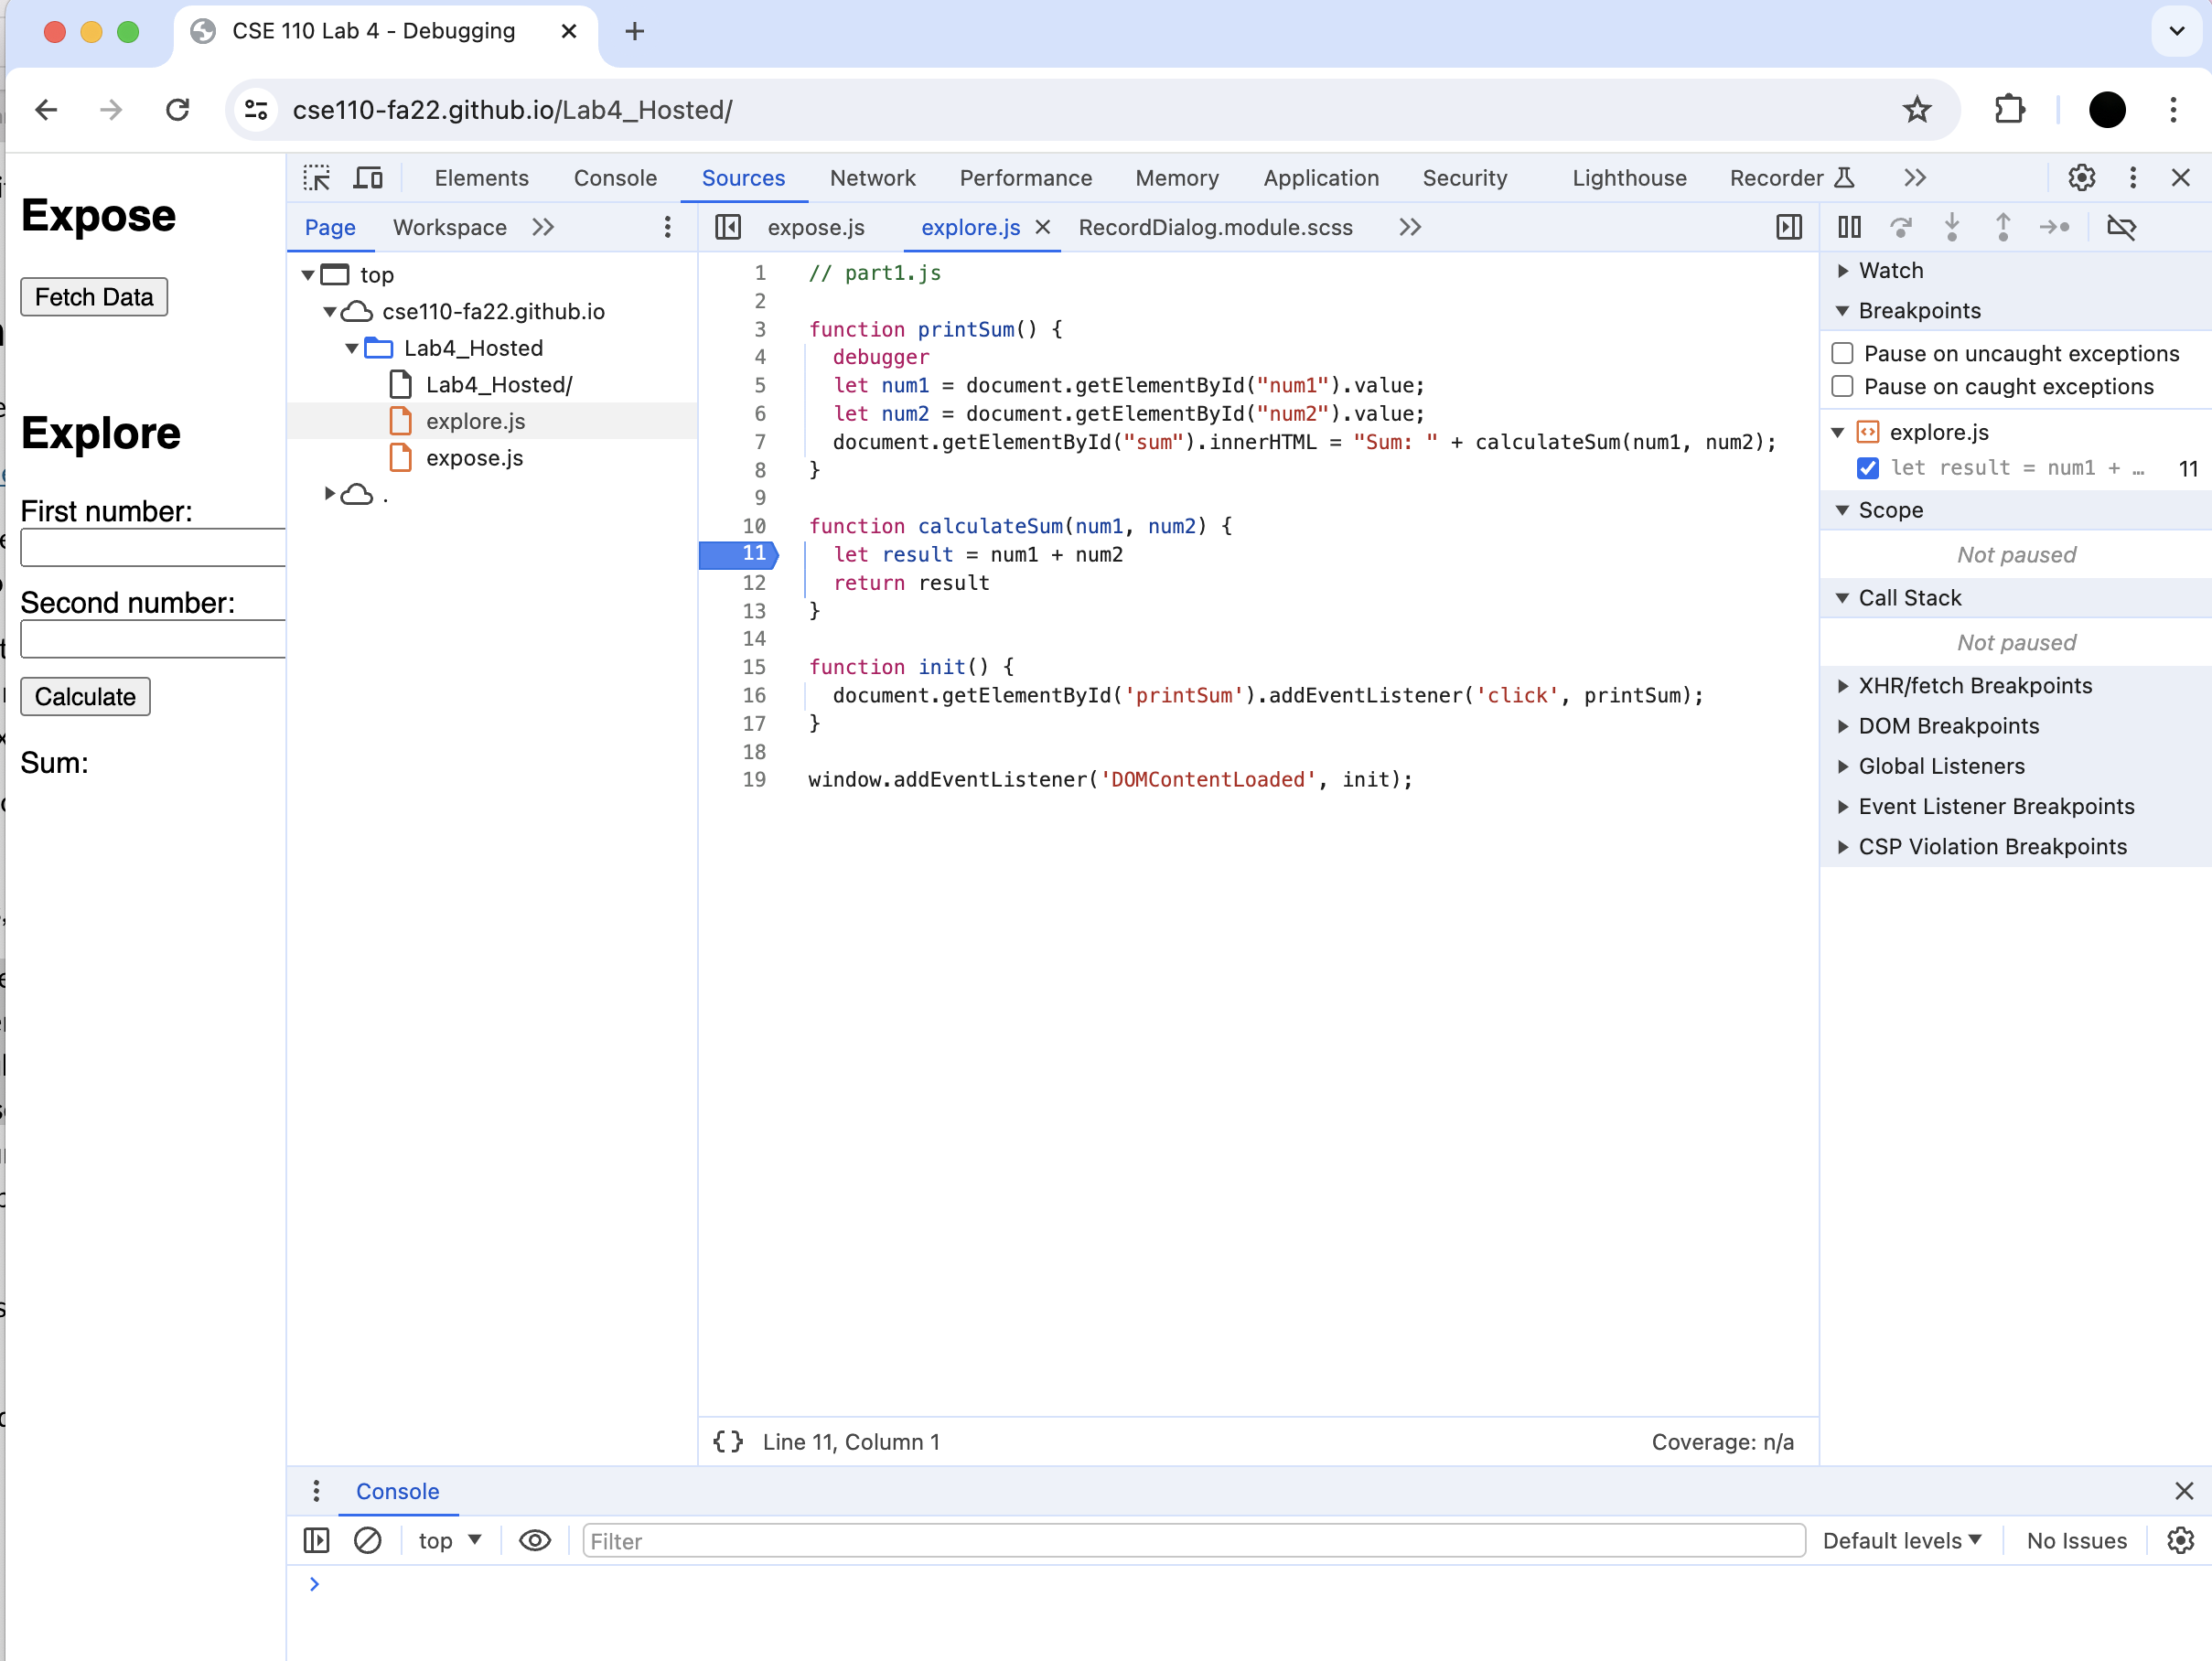 CSE 110 Lab 4 - Debugging
cse110-fa22.github.io/Lab4_Hosted/
Expose
Fetch Data
Explore
First number:
Second number:
Calculate
Sum:
Elements Console Sources Network Performance Memory Application Security Lighthouse Recorder
Page Workspace
top
cse110-fa22.github.io
Lab4_Hosted
Lab4_Hosted/
explore.js
expose.js
.
expose.js explore.js RecordDialog.module.scss
1 // part1.js
2
3 function printSum() {
4 debugger
5 let num1 = document.getElementById("num1").value;
6 let num2 = document.getElementById("num2").value;
7 document.getElementById("sum").innerHTML = "Sum: " + calculateSum(num1, num2);
8 }
9
10 function calculateSum(num1, num2) {
11 let result = num1 + num2
12 return result
13 }
14
15 function init() {
16 document.getElementById('printSum').addEventListener('click', printSum);
17 }
18
19 window.addEventListener('DOMContentLoaded', init);
{ } Line 11, Column 1 Coverage: n/a
Watch
Breakpoints
Pause on uncaught exceptions
Pause on caught exceptions
explore.js
let result = num1 + … 11
Scope
Not paused
Call Stack
Not paused
XHR/fetch Breakpoints
DOM Breakpoints
Global Listeners
Event Listener Breakpoints
CSP Violation Breakpoints
Console
top Filter Default levels No Issues